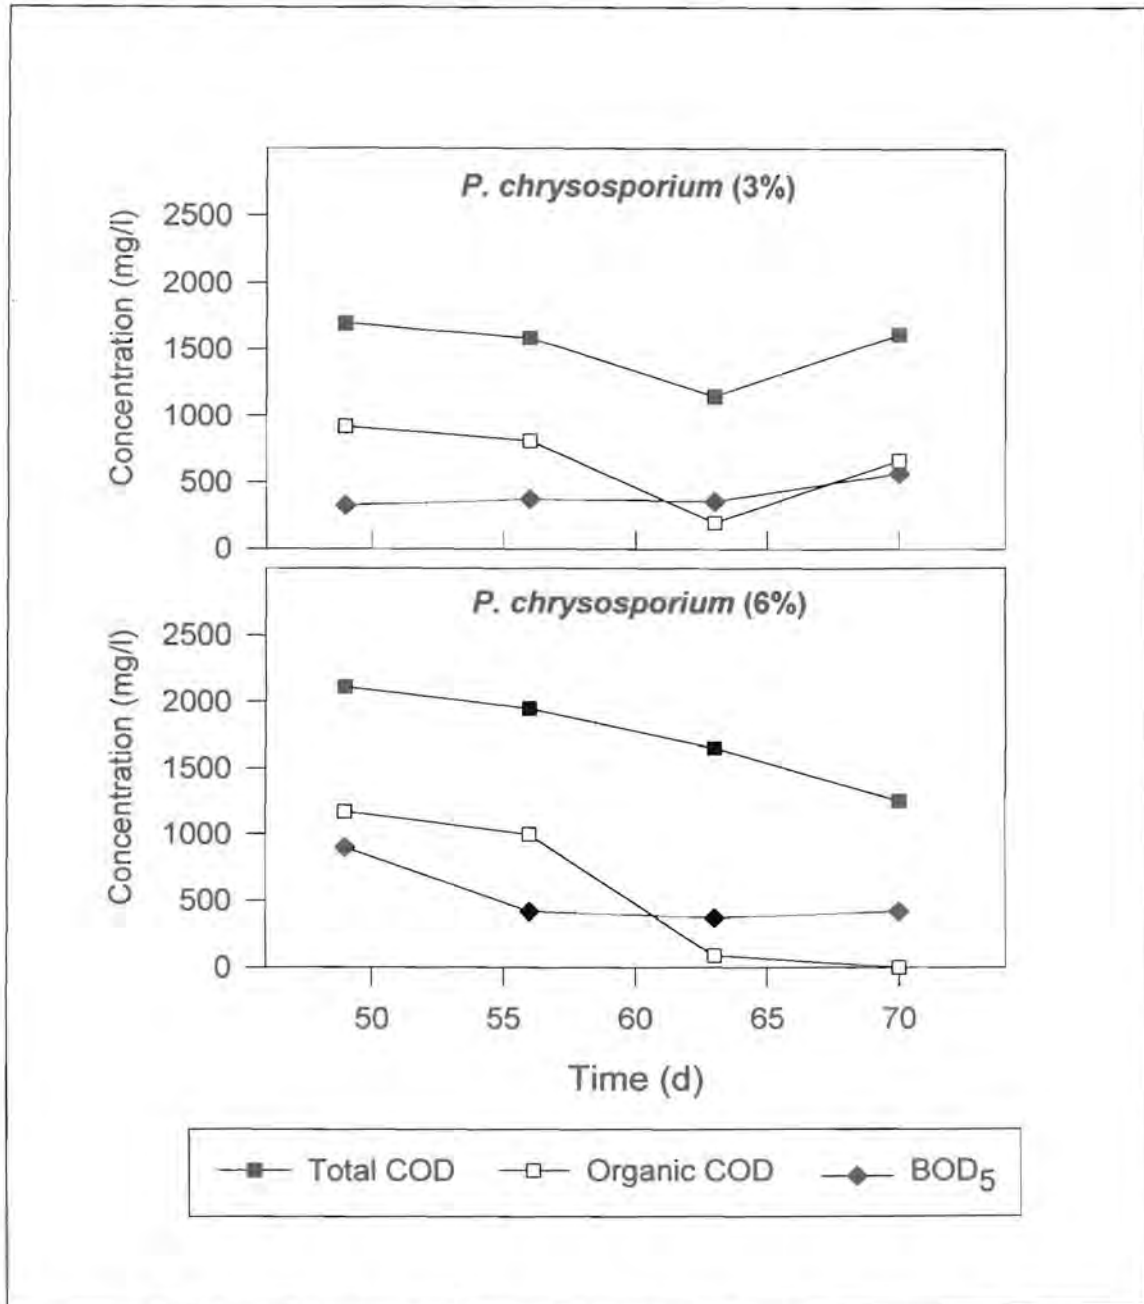 P. chrysosporium (3%)
Concentration (mg/l)
2500
2000
1500
1000
500
0
P. chrysosporium (6%)
Concentration (mg/l)
2500
2000
1500
1000
500
0
50 55 60 65 70
Time (d)
Total COD Organic COD BOD5